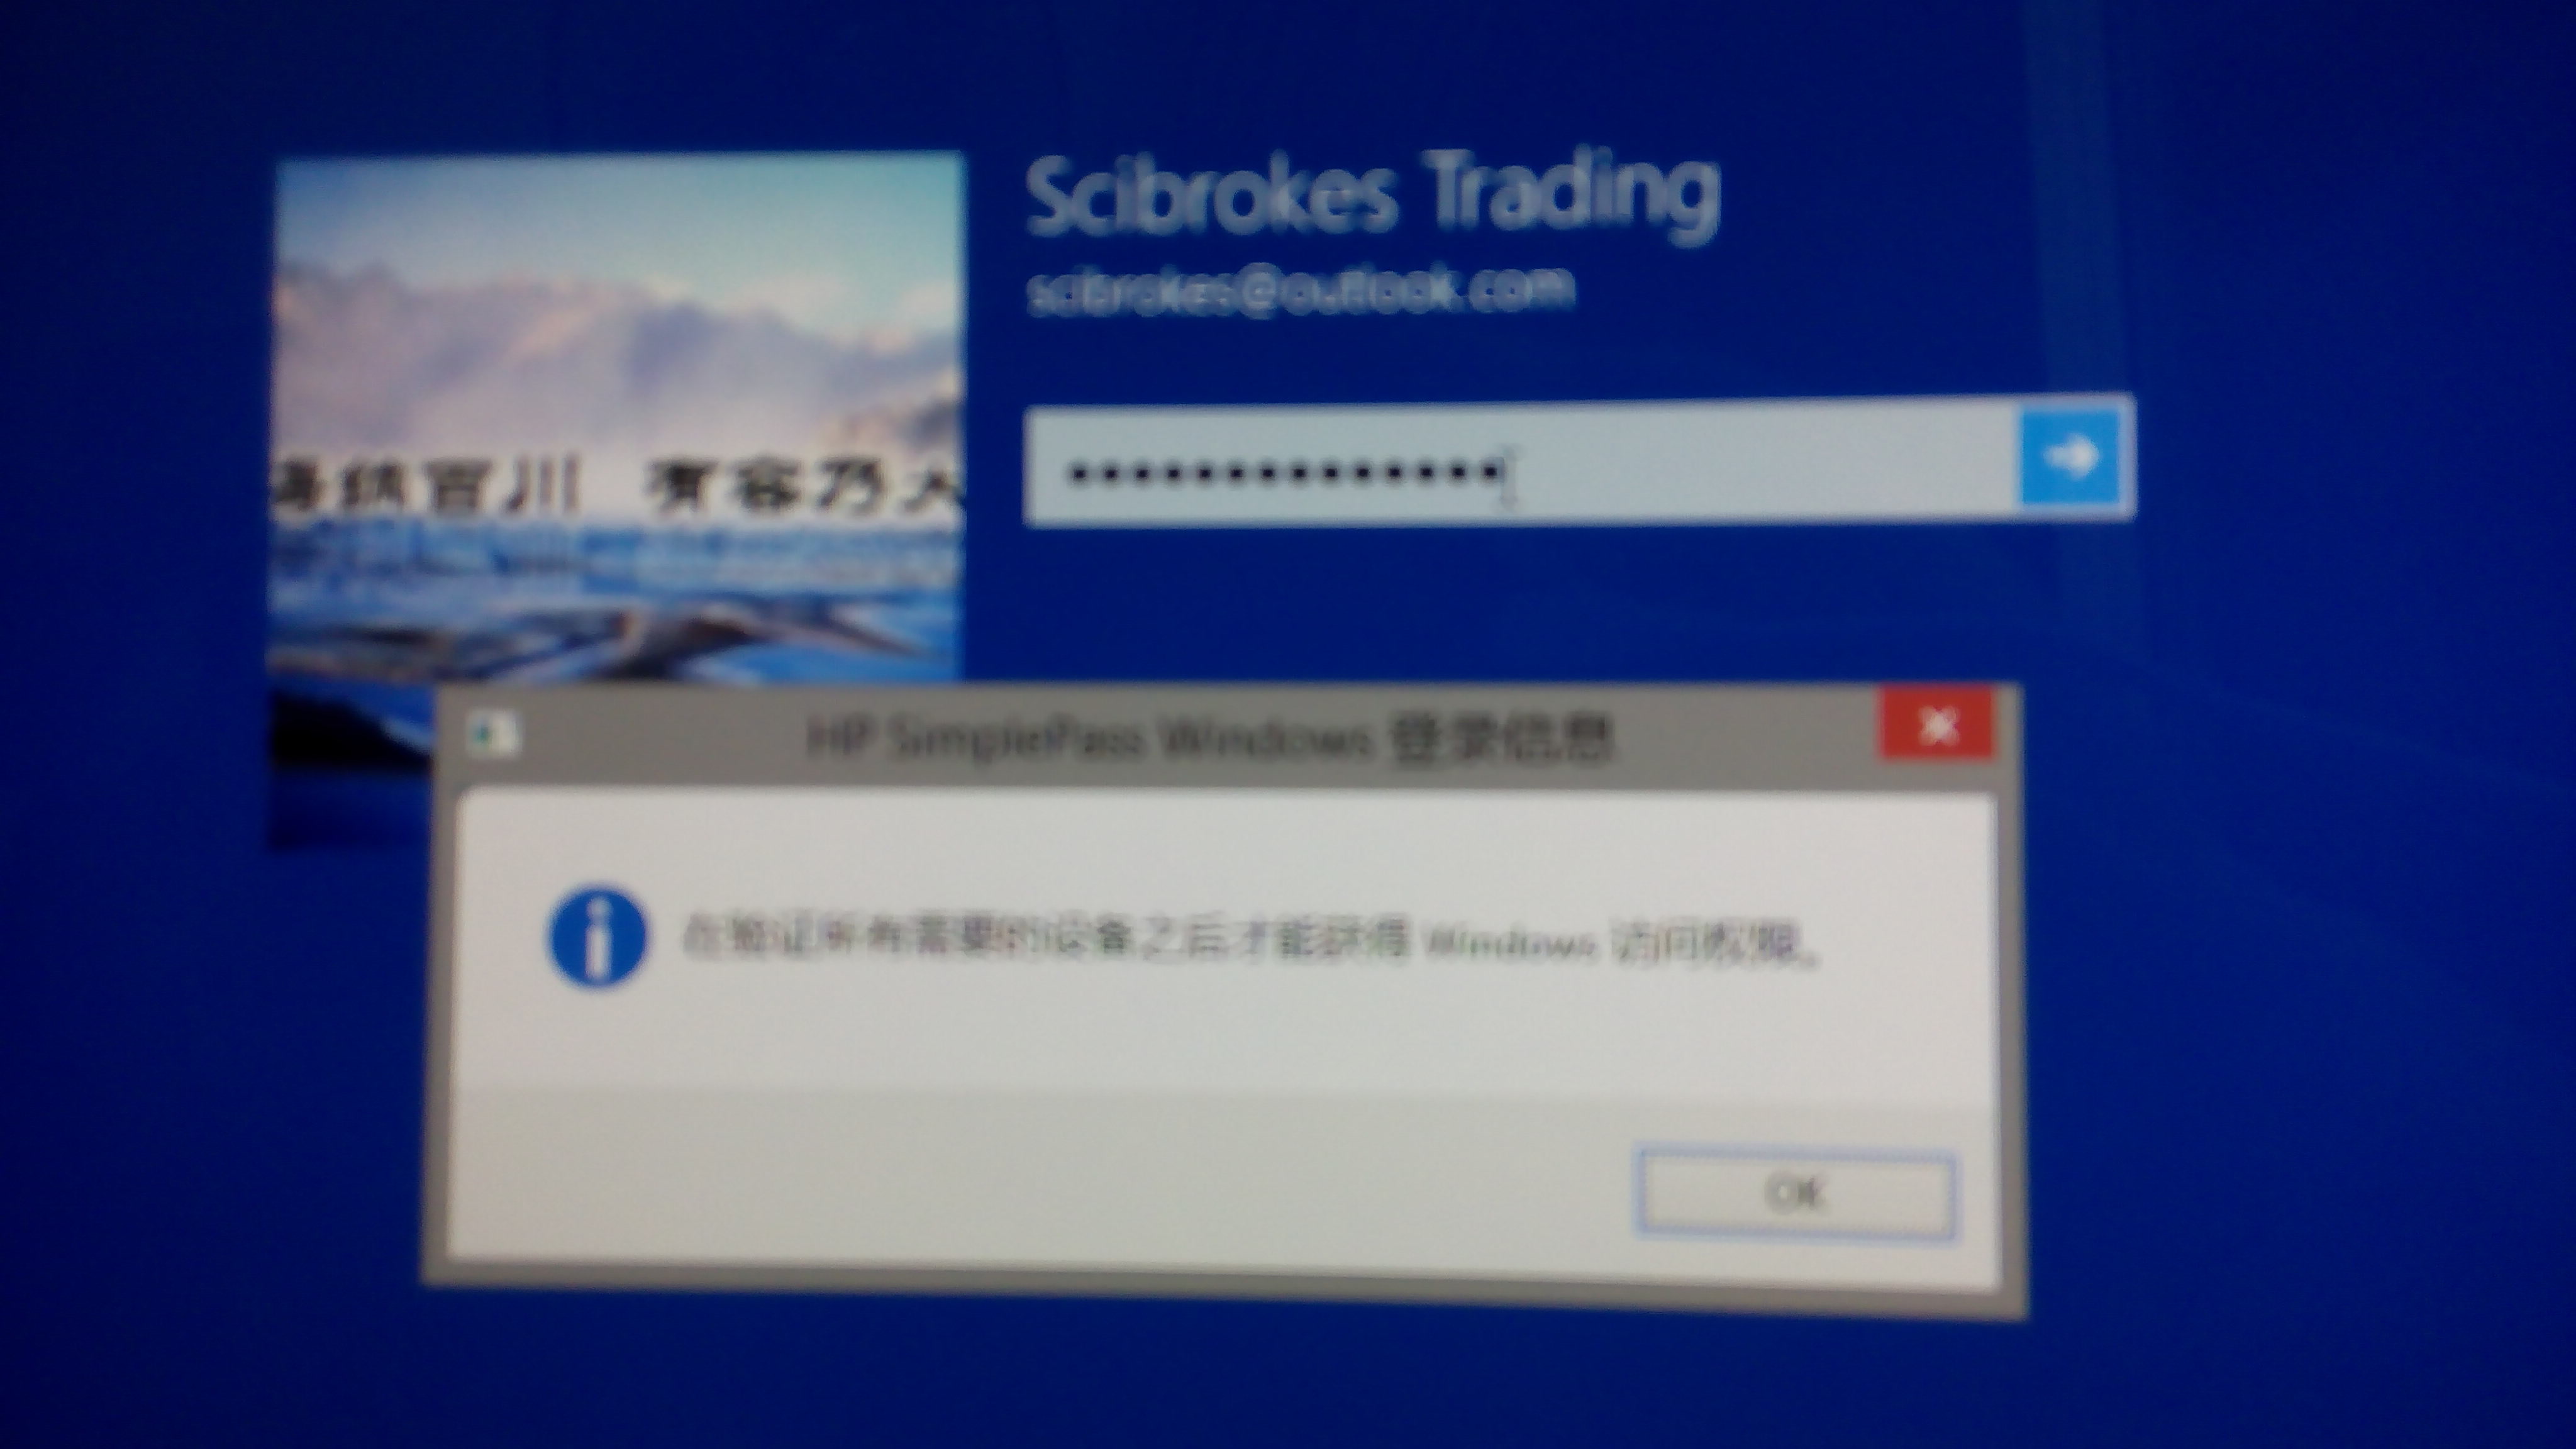 Scibrokes Trading
scibrokes@outlook.com
海纳百川 有容乃大
HP SimplePass Windows 登录信息
在验证所有需要的设备之后才能获得 Windows 访问权限。
OK